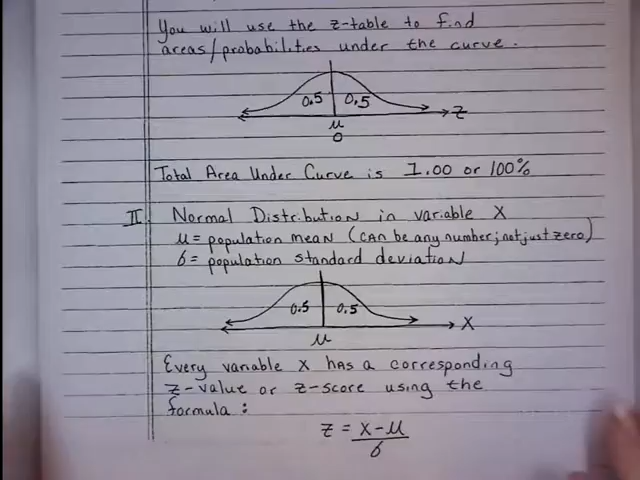 You will use the z-table to find
areas/probabilities under the curve.
0.5 0.5
z
μ
0
Total Area Under Curve is 1.00 or 100%
II. Normal Distribution in variable X
μ = population mean (can be any number; not just zero)
σ = population standard deviation
0.5 0.5
X
μ
Every variable X has a corresponding
z-value or z-score using the
formula:
z = x-μ
σ